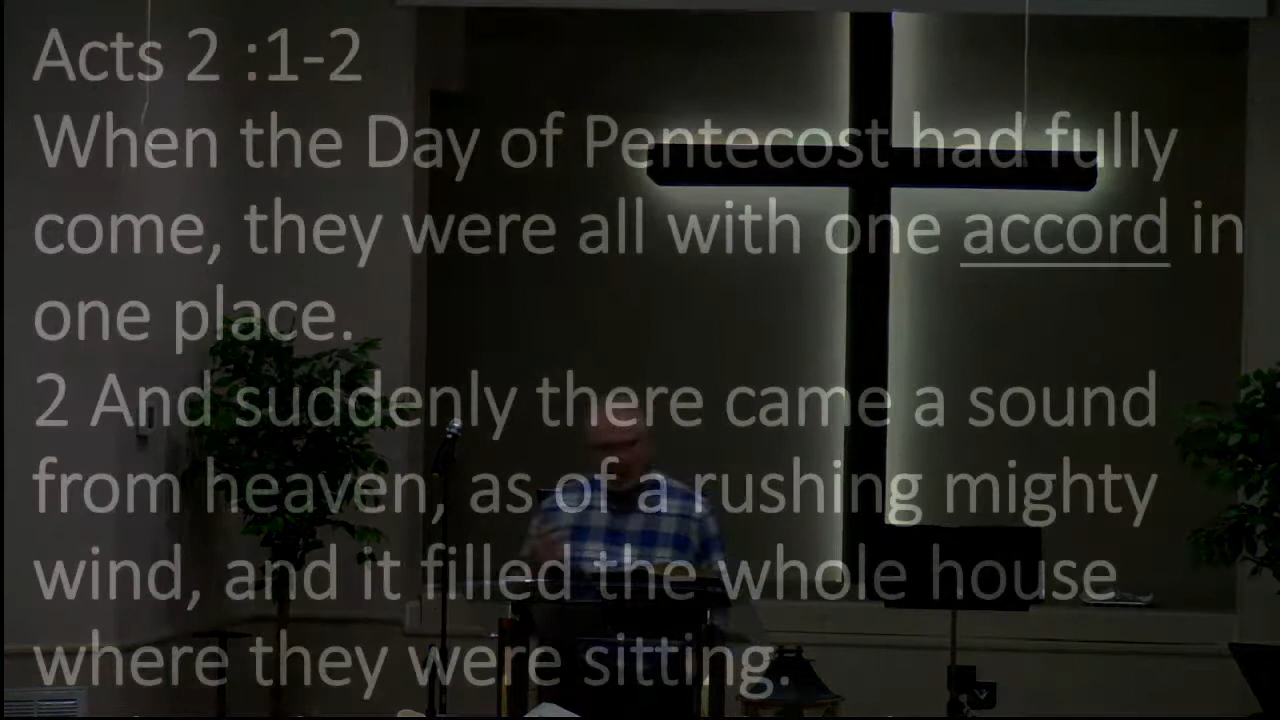 Acts 2 :1-2
When the Day of Pentecost had fully
come, they were all with one accord in
one place.
2 And suddenly there came a sound
from heaven, as of a rushing mighty
wind, and it filled the whole house
where they were sitting.